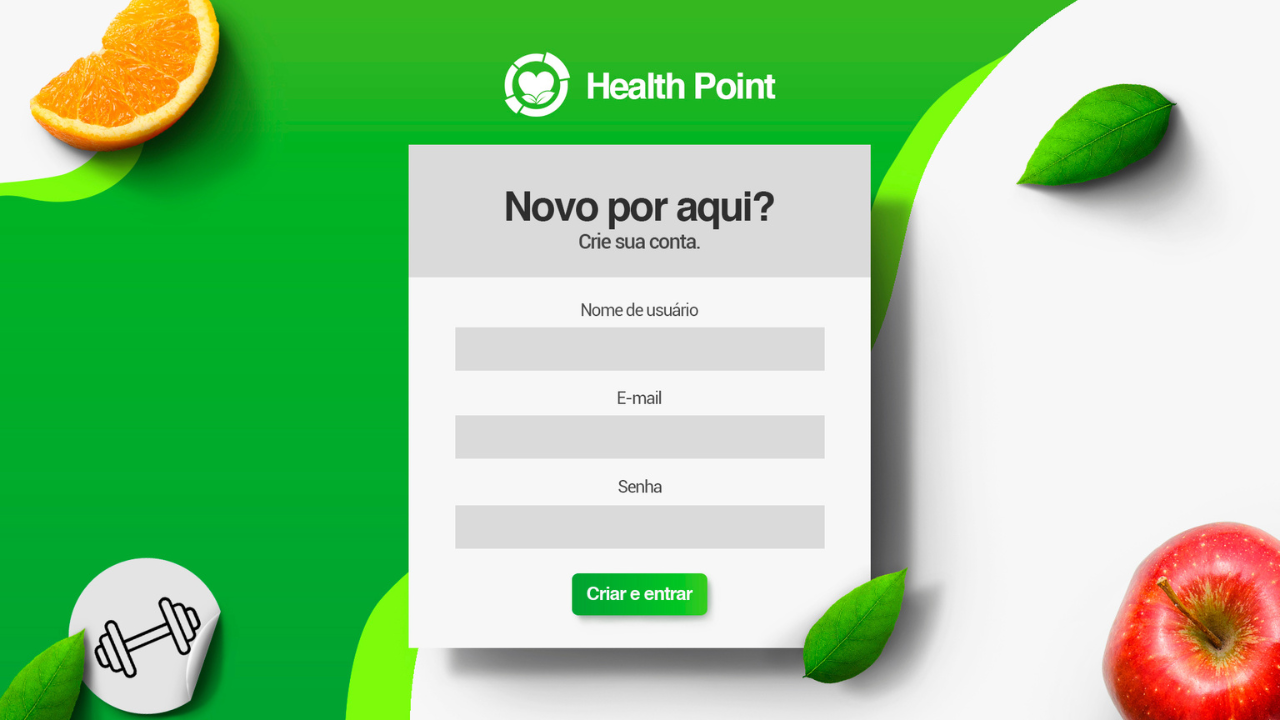 Health Point
Novo por aqui?
Crie sua conta.
Nome de usuário
E-mail
Senha
Criar e entrar